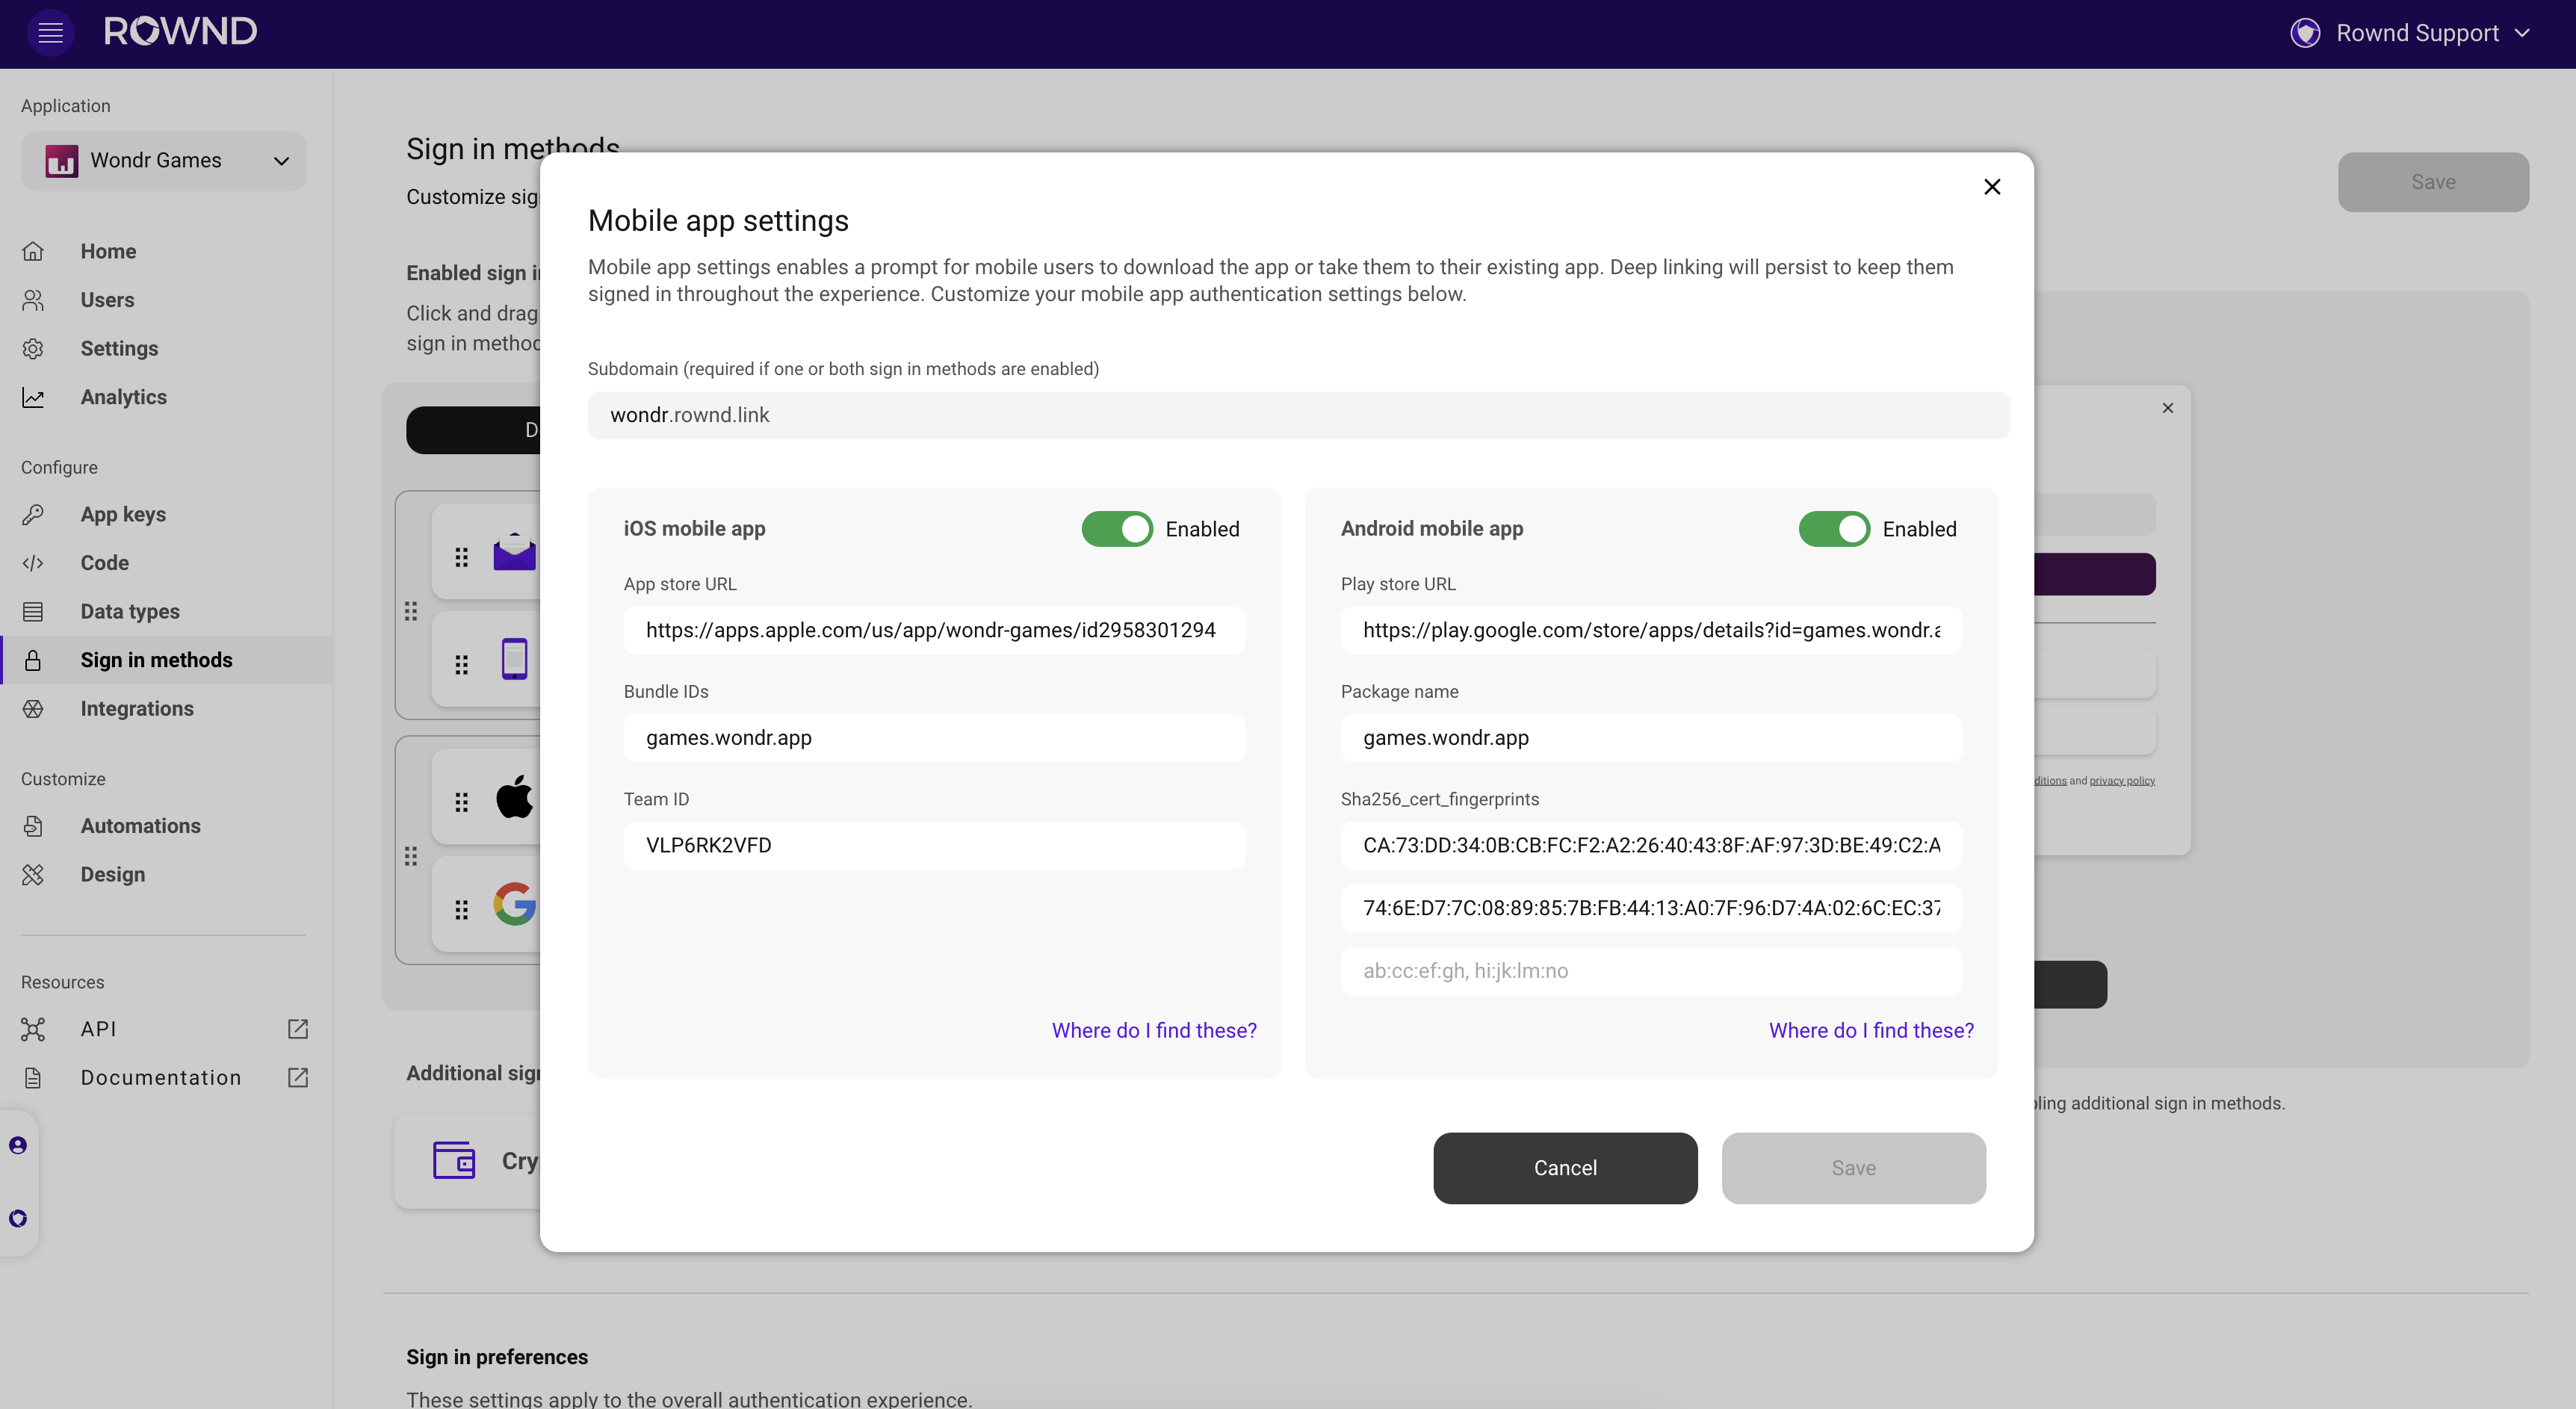 ROWND
Rownd Support
Application
Wondr Games
Home
Users
Settings
Analytics
Configure
App keys
Code
Data types
Sign in methods
Integrations
Customize
Automations
Design
Resources
API
Documentation
Sign in methods
Customize sig
Save
Enabled sign i
Click and drag
sign in method
D
Additional sign
Cry
and privacy policy
additional sign in methods.
Sign in preferences
These settings apply to the overall authentication experience.
Mobile app settings
Mobile app settings enables a prompt for mobile users to download the app or take them to their existing app. Deep linking will persist to keep them
signed in throughout the experience. Customize your mobile app authentication settings below.
Subdomain (required if one or both sign in methods are enabled)
wondr.rownd.link
iOS mobile app
Enabled
App store URL
https://apps.apple.com/us/app/wondr-games/id2958301294
Bundle IDs
games.wondr.app
Team ID
VLP6RK2VFD
Where do I find these?
Android mobile app
Enabled
Play store URL
https://play.google.com/store/apps/details?id=games.wondr.a
Package name
games.wondr.app
Sha256_cert_fingerprints
CA:73:DD:34:0B:CB:FC:F2:A2:26:40:43:8F:AF:97:3D:BE:49:C2:A
74:6E:D7:7C:08:89:85:7B:FB:44:13:A0:7F:96:D7:4A:02:6C:EC:37
ab:cc:ef:gh, hi:jk:lm:no
Where do I find these?
Cancel
Save